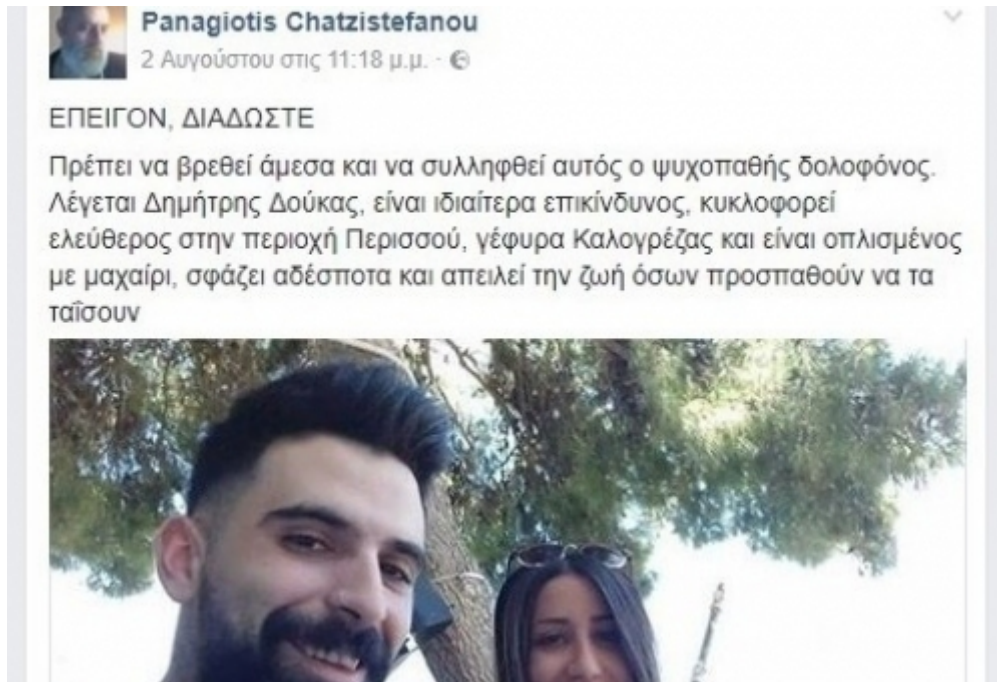 Panagiotis Chatzistefanou
2 Αυγούστου στις 11:18 μ.μ. ·
ΕΠΕΙΓΟΝ, ΔΙΑΔΩΣΤΕ
Πρέπει να βρεθεί άμεσα και να συλληφθεί αυτός ο ψυχοπαθής δολοφόνος.
Λέγεται Δημήτρης Δούκας, είναι ιδιαίτερα επικίνδυνος, κυκλοφορεί
ελεύθερος στην περιοχή Περισσού, γέφυρα Καλογρέζας και είναι οπλισμένος
με μαχαίρι, σφάζει αδέσποτα και απειλεί την ζωή όσων προσπαθούν να τα
ταΐσουν